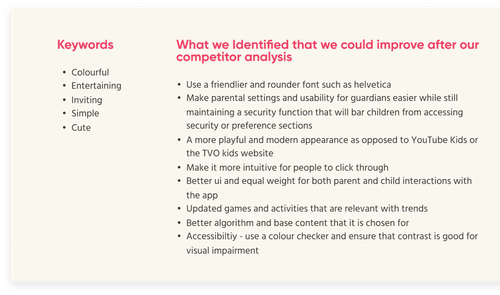 Keywords
• Colourful
• Entertaining
• Inviting
• Simple
• Cute
What we Identified that we could improve after our
competitor analysis
• Use a friendlier and rounder font such as helvetica
• Make parental settings and usability for guardians easier while still
maintaining a security function that will bar children from accessing
security or preference sections
• A more playful and modern appearance as opposed to YouTube Kids or
the TVO kids website
• Make it more intuitive for people to click through
• Better ui and equal weight for both parent and child interactions with
the app
• Updated games and activities that are relevant with trends
• Better algorithm and base content that it is chosen for
• Accessibiltiy - use a colour checker and ensure that contrast is good for
visual impairment